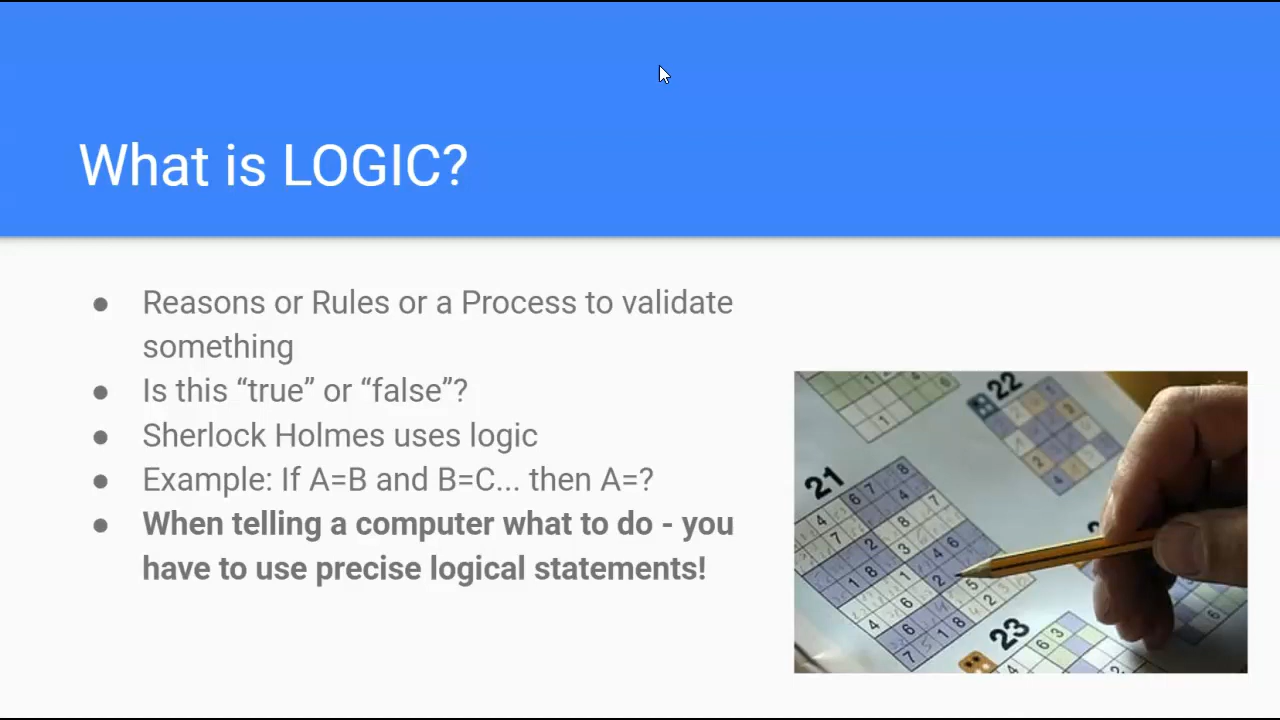 What is LOGIC?
● Reasons or Rules or a Process to validate
something
● Is this “true” or “false”?
● Sherlock Holmes uses logic
● Example: If A=B and B=C... then A=?
● When telling a computer what to do - you
have to use precise logical statements!
22
21
23